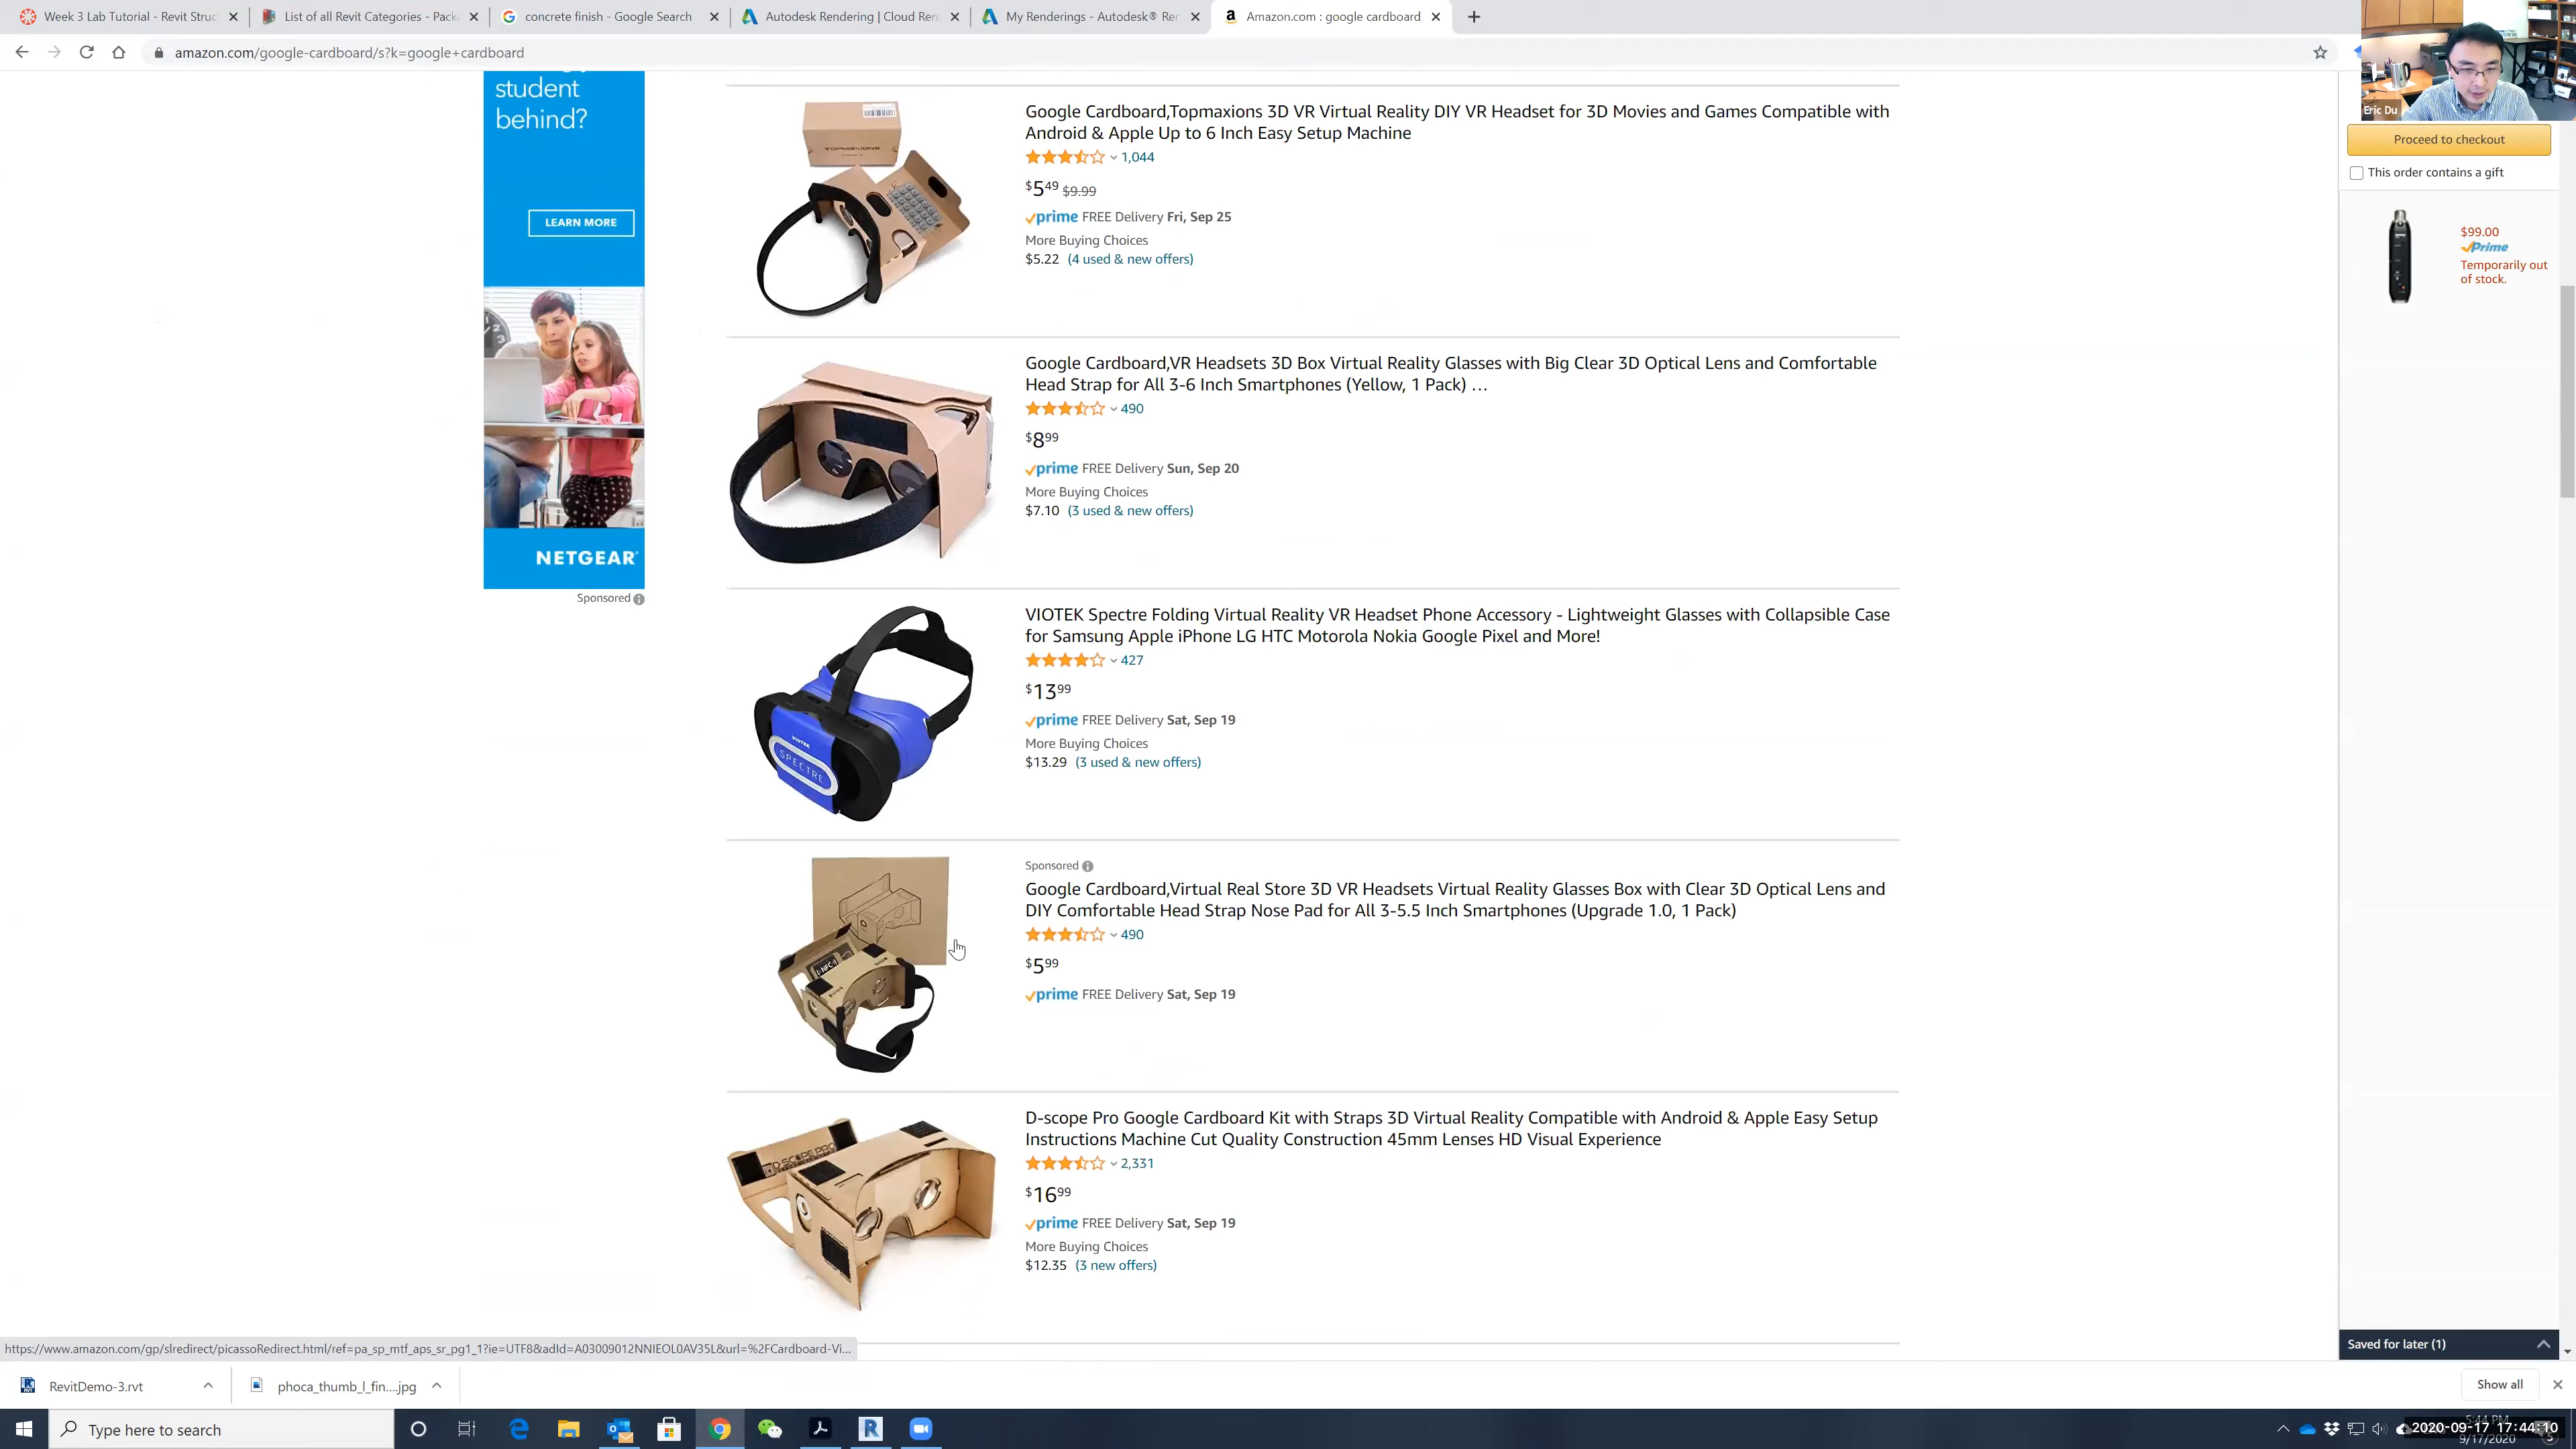 Week 3 Lab Tutorial - Revit Struc
List of all Revit Categories - Pack
concrete finish - Google Search
Autodesk Rendering | Cloud Ren
My Renderings - Autodesk® Ren
Amazon.com : google cardboard
amazon.com/google-cardboard/s?k=google+cardboard
Eric Du
student
behind?
LEARN MORE
NETGEAR
Sponsored
TOPMAXIONS
Google Cardboard,Topmaxions 3D VR Virtual Reality DIY VR Headset for 3D Movies and Games Compatible with
Android & Apple Up to 6 Inch Easy Setup Machine
1,044
$5.49 $9.99
prime FREE Delivery Fri, Sep 25
More Buying Choices
$5.22 (4 used & new offers)
Google Cardboard,VR Headsets 3D Box Virtual Reality Glasses with Big Clear 3D Optical Lens and Comfortable
Head Strap for All 3-6 Inch Smartphones (Yellow, 1 Pack) …
490
$8.99
prime FREE Delivery Sun, Sep 20
More Buying Choices
$7.10 (3 used & new offers)
VIOTEK
SPECTRE
VIOTEK Spectre Folding Virtual Reality VR Headset Phone Accessory - Lightweight Glasses with Collapsible Case
for Samsung Apple iPhone LG HTC Motorola Nokia Google Pixel and More!
427
$13.99
prime FREE Delivery Sat, Sep 19
More Buying Choices
$13.29 (3 used & new offers)
NFC
Sponsored
Google Cardboard,Virtual Real Store 3D VR Headsets Virtual Reality Glasses Box with Clear 3D Optical Lens and
DIY Comfortable Head Strap Nose Pad for All 3-5.5 Inch Smartphones (Upgrade 1.0, 1 Pack)
490
$5.99
prime FREE Delivery Sat, Sep 19
D-SCOPE PRO
D-scope Pro Google Cardboard Kit with Straps 3D Virtual Reality Compatible with Android & Apple Easy Setup
Instructions Machine Cut Quality Construction 45mm Lenses HD Visual Experience
2,331
$16.99
prime FREE Delivery Sat, Sep 19
More Buying Choices
$12.35 (3 new offers)
Proceed to checkout
This order contains a gift
$99.00
Prime
Temporarily out
of stock.
Saved for later (1)
https://www.amazon.com/gp/slredirect/picassoRedirect.html/ref=pa_sp_mtf_aps_sr_pg1_1?ie=UTF8&adId=A03009012NNIEOL0AV35L&url=%2FCardboard-Vi...
RevitDemo-3.rvt
phoca_thumb_l_fin....jpg
Show all
Type here to search
5:44 PM
2020-09-17 17:44:10
9/17/2020